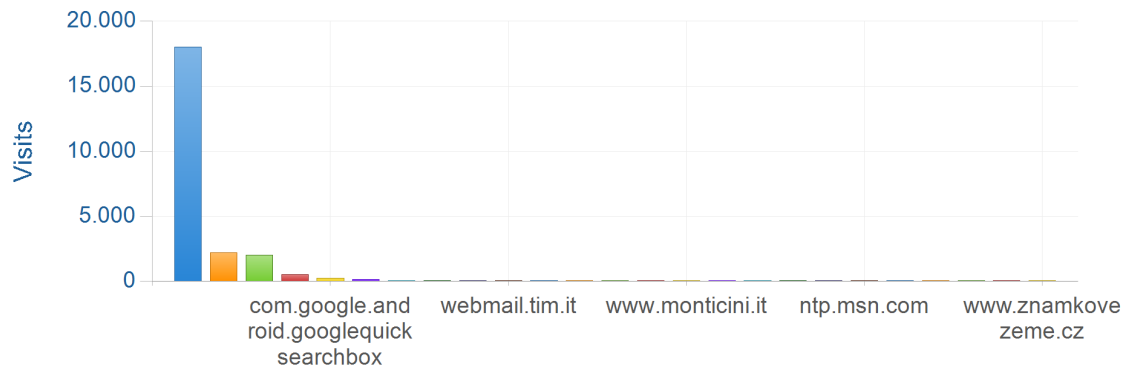 20.000
15.000
10.000
5.000
0
Visits
com.google.and
roid.googlequick
searchbox
webmail.tim.it
www.monticini.it
ntp.msn.com
www.znamkove
zeme.cz